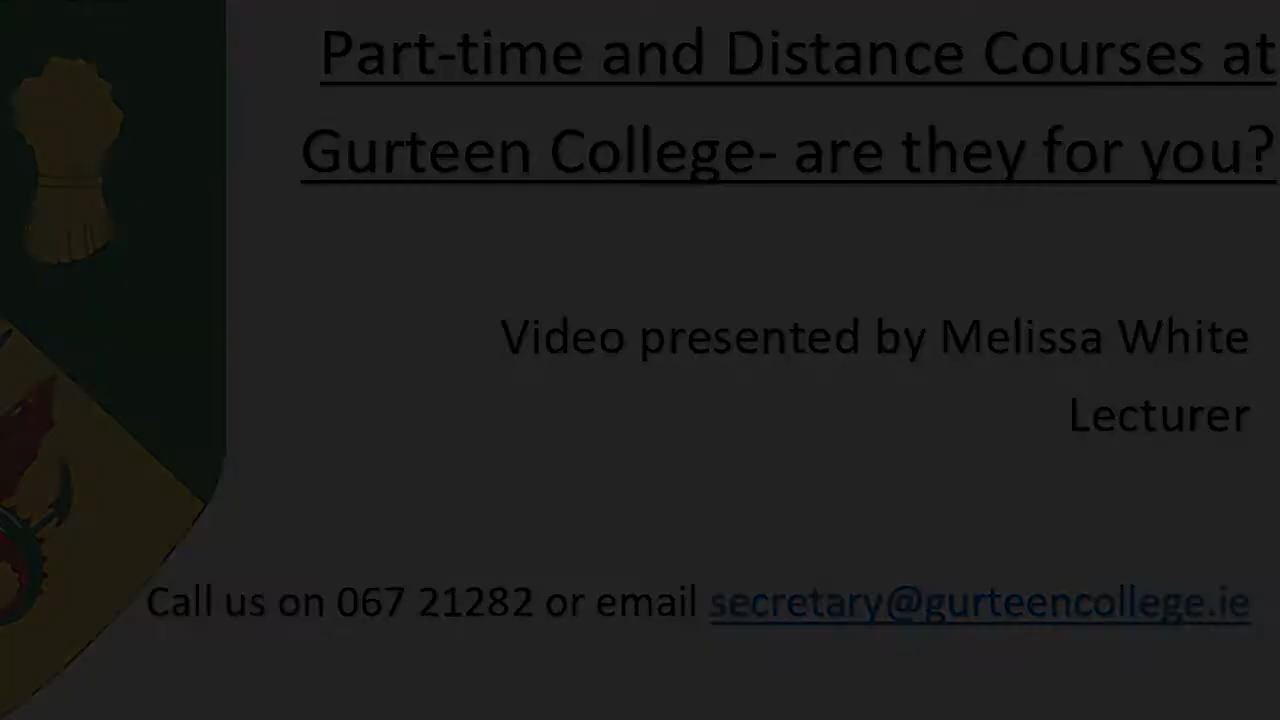 Part-time and Distance Courses at
Gurteen College- are they for you?
Video presented by Melissa White
Lecturer
Call us on 067 21282 or email secretary@gurteencollege.ie